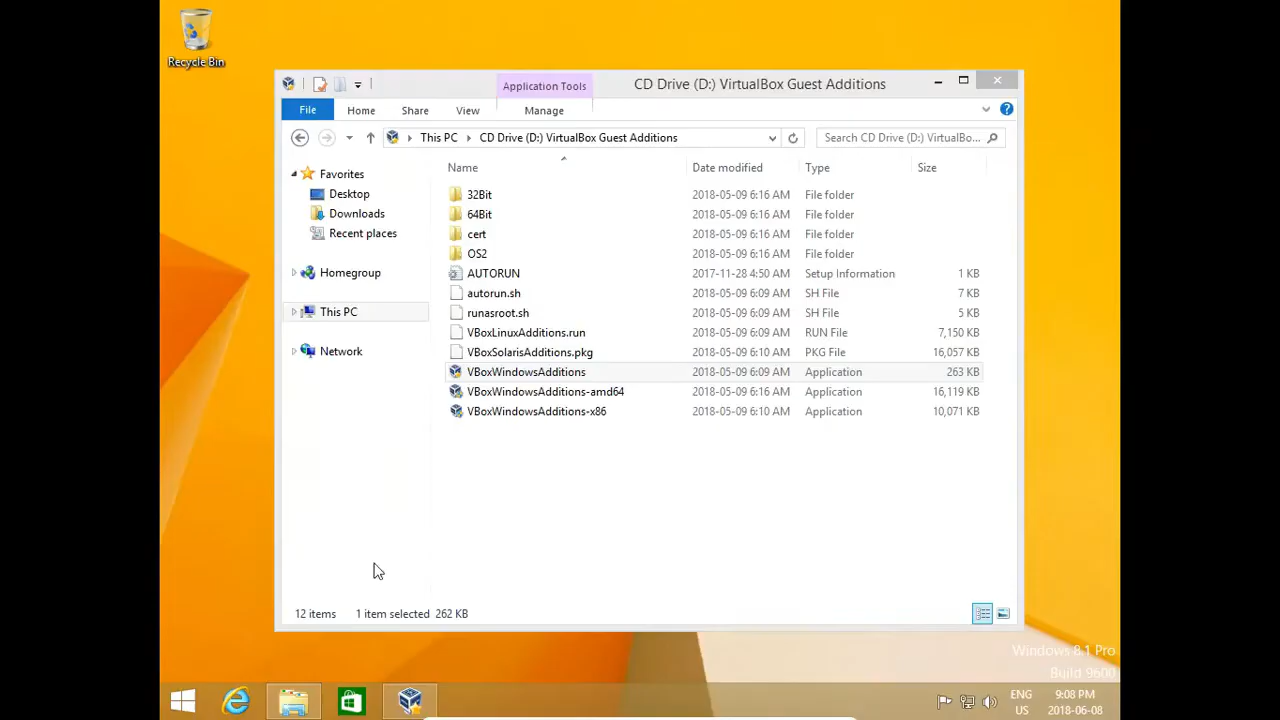 Recycle Bin
Application Tools
CD Drive (D:) VirtualBox Guest Additions
File Home Share View Manage
This PC CD Drive (D:) VirtualBox Guest Additions
Search CD Drive (D:) VirtualBo...
Name Date modified Type Size
Favorites
Desktop
Downloads
Recent places
Homegroup
This PC
Network
32Bit 2018-05-09 6:16 AM File folder
64Bit 2018-05-09 6:16 AM File folder
cert 2018-05-09 6:16 AM File folder
OS2 2018-05-09 6:16 AM File folder
AUTORUN 2017-11-28 4:50 AM Setup Information 1 KB
autorun.sh 2018-05-09 6:09 AM SH File 7 KB
runasroot.sh 2018-05-09 6:09 AM SH File 5 KB
VBoxLinuxAdditions.run 2018-05-09 6:09 AM RUN File 7,150 KB
VBoxSolarisAdditions.pkg 2018-05-09 6:10 AM PKG File 16,057 KB
VBoxWindowsAdditions 2018-05-09 6:09 AM Application 263 KB
VBoxWindowsAdditions-amd64 2018-05-09 6:16 AM Application 16,119 KB
VBoxWindowsAdditions-x86 2018-05-09 6:10 AM Application 10,071 KB
12 items 1 item selected 262 KB
Windows 8.1 Pro
Build 9600
ENG
US
9:08 PM
2018-06-08